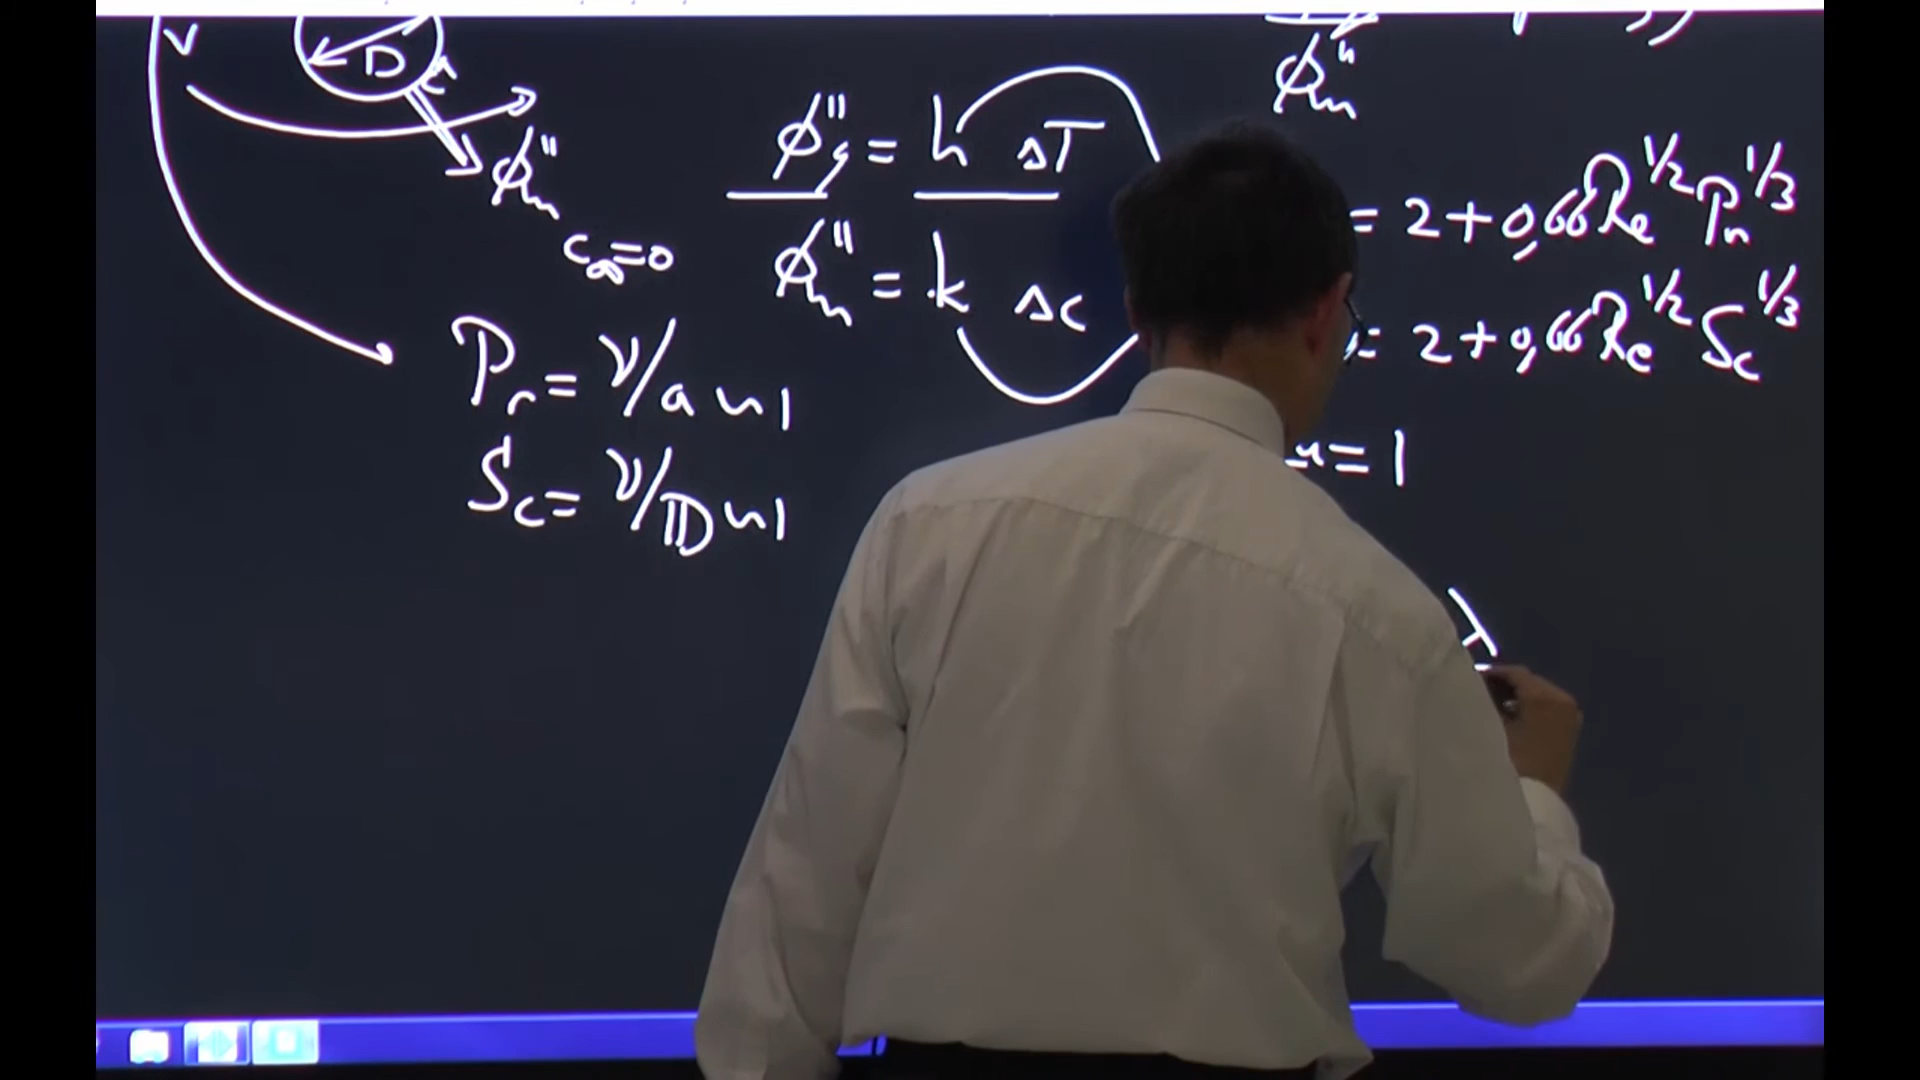 V
D
ϕ''m
c∞=0
ϕ''q = h ΔT
ϕ''m = k Δc
ϕ''m
= 2+0,66Re^1/2 Pr^1/3
= 2+0,66Re^1/2 Sc^1/3
Pr= ν/a ~1
Sc= ν/𝔻 ~1
=1
λ